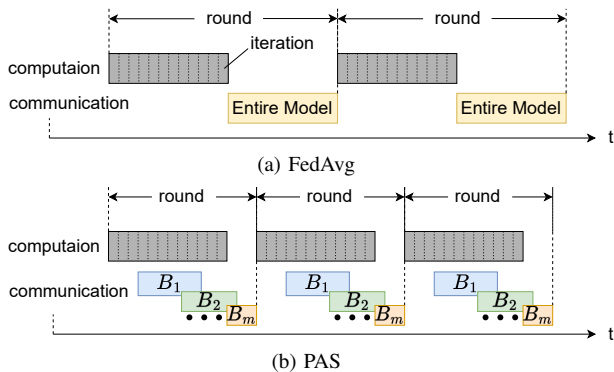 round round
iteration
computaion
communication Entire Model Entire Model
t
(a) FedAvg
round round round
computaion
B1 B1 B1
communication B2 B2 B2
• • • Bm • • • Bm • • • Bm
t
(b) PAS